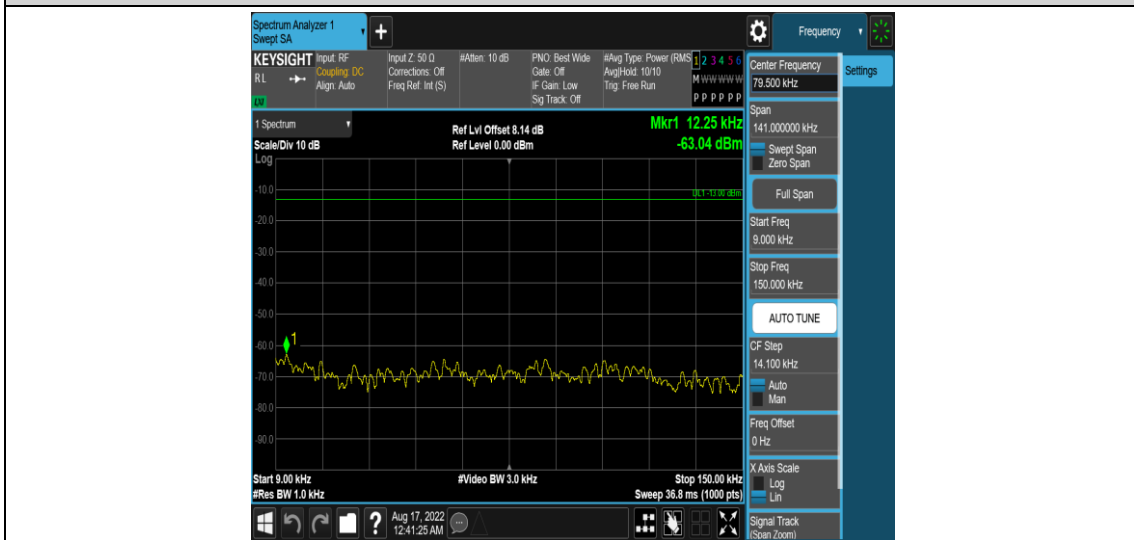 Spectrum Analyzer 1
Swept SA
+
Frequency
KEYSIGHT
RL
LXI
Input: RF
Coupling: DC
Align: Auto
Input Z: 50 Ω
Corrections: Off
Freq Ref: Int (S)
#Atten: 10 dB
PNO: Best Wide
Gate: Off
IF Gain: Low
Sig Track: Off
#Avg Type: Power (RMS
Avg|Hold: 10/10
Trig: Free Run
1 2 3 4 5 6
M W W W W W
P P P P P P
1 Spectrum
Scale/Div 10 dB
Ref Lvl Offset 8.14 dB
Ref Level 0.00 dBm
Mkr1 12.25 kHz
-63.04 dBm
Log
DL1 -13.00 dBm
-10.0
-20.0
-30.0
-40.0
-50.0
-60.0
-70.0
-80.0
-90.0
1
Start 9.00 kHz
#Res BW 1.0 kHz
#Video BW 3.0 kHz
Stop 150.00 kHz
Sweep 36.8 ms (1000 pts)
?
Aug 17, 2022
12:41:25 AM
Center Frequency
79.500 kHz
Settings
Span
141.000000 kHz
Swept Span
Zero Span
Full Span
Start Freq
9.000 kHz
Stop Freq
150.000 kHz
AUTO TUNE
CF Step
14.100 kHz
Auto
Man
Freq Offset
0 Hz
X Axis Scale
Log
Lin
Signal Track
(Span Zoom)